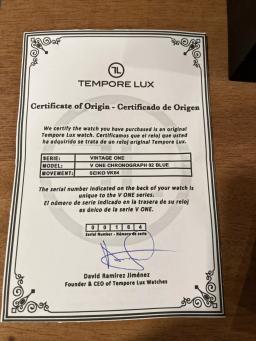 TL
TEMPORE LUX
Certificate of Origin - Certificado de Origen
We certify the watch you have purchased is an original
Tempore Lux watch. Certificamos que el reloj que usted
ha adquirido se trata de un reloj original Tempore Lux.
SERIE: VINTAGE ONE
MODEL: V ONE CHRONOGRAPH 02 BLUE
MOVEMENT: SEIKO VK64
The serial number indicated on the back of your watch is
unique to the V ONE series.
El número de serie indicado en la trasera de su reloj
es único de la serie V ONE.
0 0 1 6 4
Serial Number - Número de serie
David Ramírez Jiménez
Founder & CEO of Tempore Lux Watches